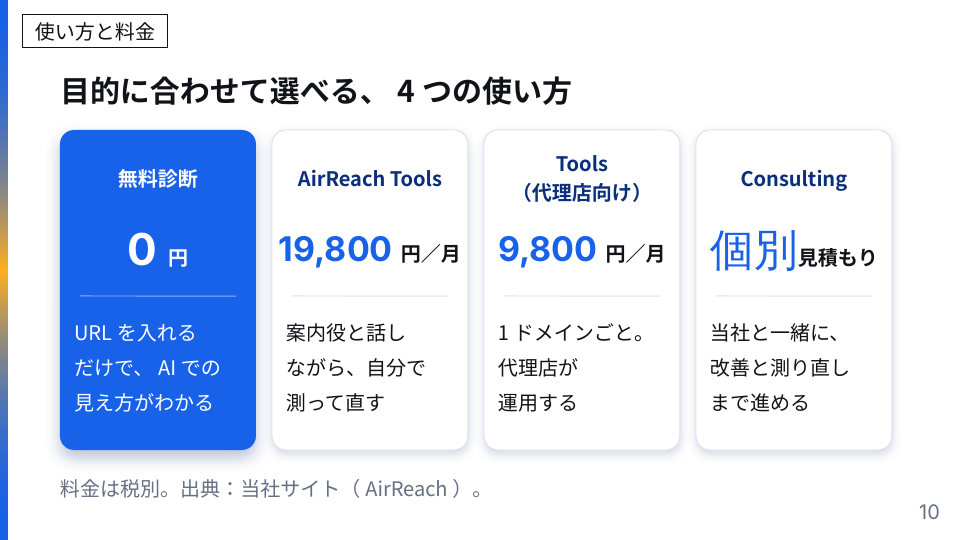 使い方と料金
目的に合わせて選べる、 4 つの使い方
無料診断
0 円
URL を入れる
だけで、 AI での
見え方がわかる
AirReach Tools
19,800 円／月
案内役と話し
ながら、自分で
測って直す
Tools
（代理店向け）
9,800 円／月
1 ドメインごと。
代理店が
運用する
Consulting
個別見積もり
当社と一緒に、
改善と測り直し
まで進める
料金は税別。出典：当社サイト（ AirReach ）。
10